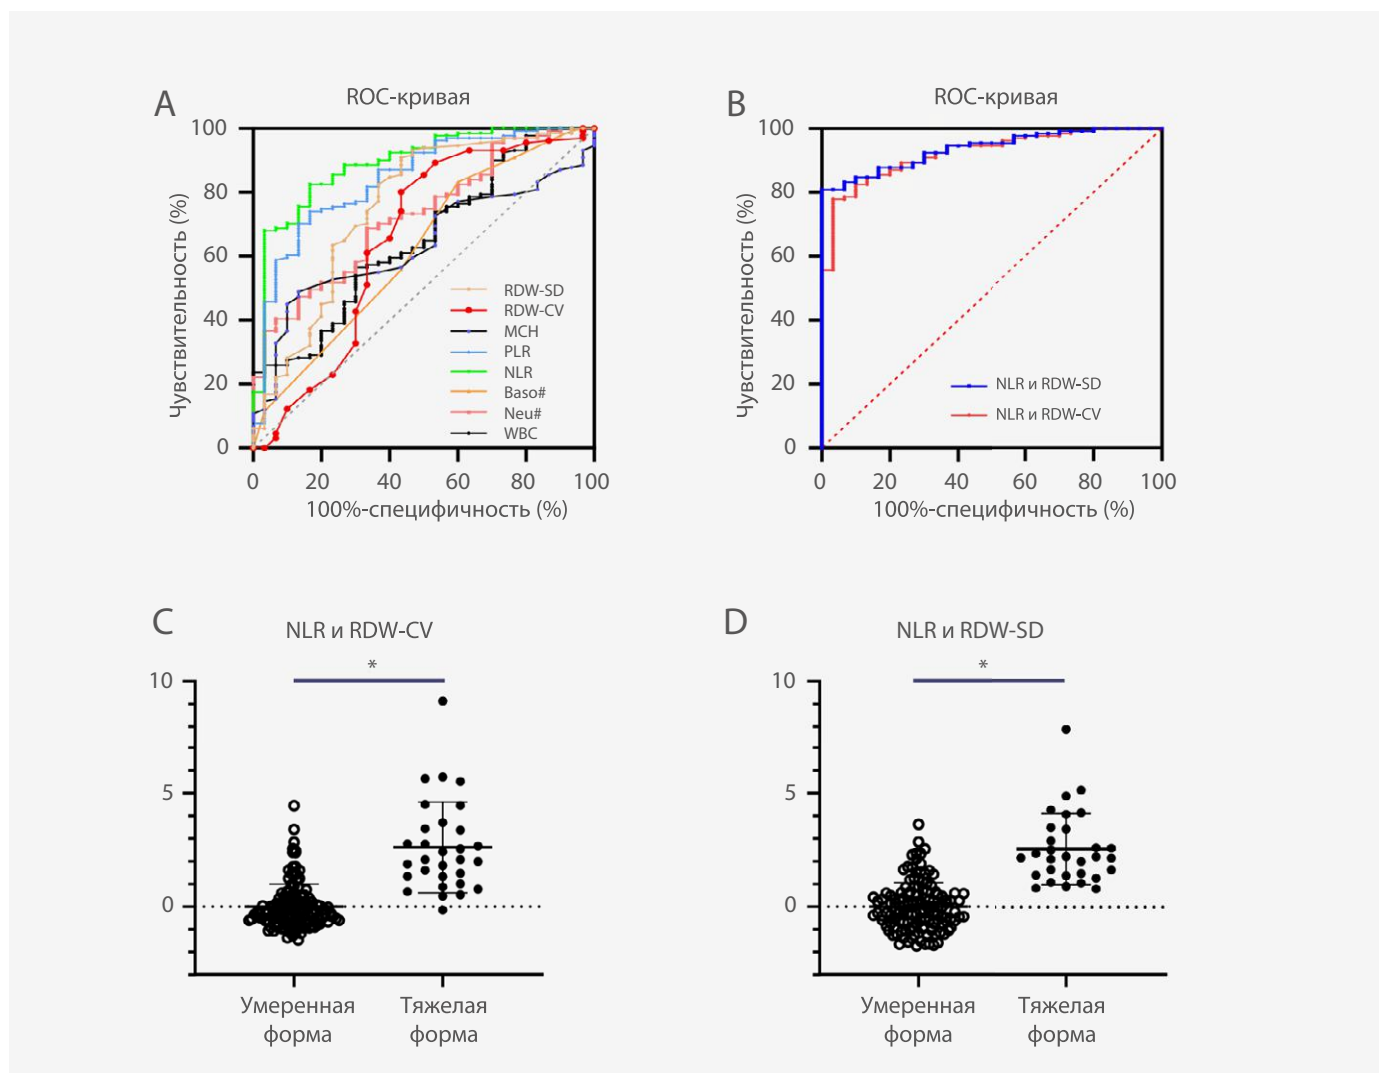 A
ROC-кривая
Чувствительность (%)
100
80
60
40
20
0
0 20 40 60 80 100
100%-специфичность (%)
RDW-SD
RDW-CV
MCH
PLR
NLR
Baso#
Neu#
WBC
B
ROC-кривая
Чувствительность (%)
100
80
60
40
20
0
0 20 40 60 80 100
100%-специфичность (%)
NLR и RDW-SD
NLR и RDW-CV
C
NLR и RDW-CV
*
10
5
0
Умеренная
форма
Тяжелая
форма
D
NLR и RDW-SD
*
10
5
0
Умеренная
форма
Тяжелая
форма